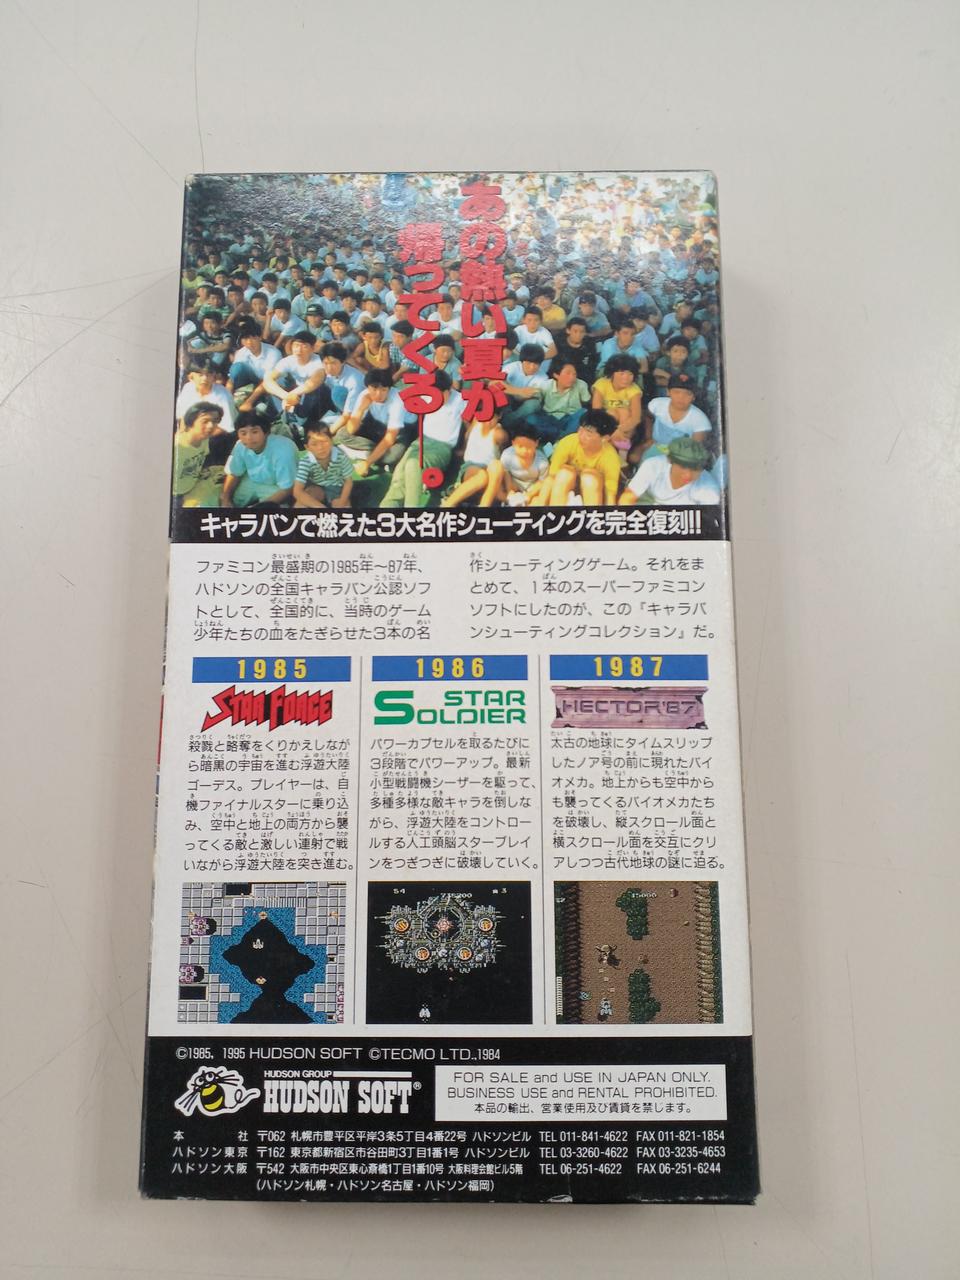 あの熱い夏が
帰ってくる——。
キャラバンで燃えた3大名作シューティングを完全復刻!!
ファミコン最盛期の1985年〜87年、
ハドソンの全国キャラバン公認ソフ
トとして、全国的に、当時のゲーム
少年たちの血をたぎらせた3本の名
作シューティングゲーム。それをま
とめて、1本のスーパーファミコン
ソフトにしたのが、この『キャラバ
ンシューティングコレクション』だ。
1985
STAR FORCE
殺戮と略奪をくりかえしなが
ら暗黒の宇宙を進む浮遊大陸
ゴーデス。プレイヤーは、自
機ファイナルスターに乗り込
み、空中と地上の両方から襲
ってくる敵と激しい連射で戦
いながら浮遊大陸を突き進む。
1986
STAR
SOLDIER
パワーカプセルを取るたびに
3段階でパワーアップ。最新
小型戦闘機シーザーを駆って、
多種多様な敵キャラを倒しな
がら、浮遊大陸をコントロー
ルする人工頭脳スターブレイ
ンをつぎつぎに破壊していく。
1987
HECTOR'87
太古の地球にタイムスリップ
したノア号の前に現れたバイ
オメカ。地上からも空中から
も襲ってくるバイオメカたち
を破壊し、縦スクロール面と
横スクロール面を交互にクリ
アしつつ古代地球の謎に迫る。
©1985, 1995 HUDSON SOFT ©TECMO LTD.,1984
HUDSON GROUP
HUDSON SOFT®
FOR SALE and USE IN JAPAN ONLY.
BUSINESS USE and RENTAL PROHIBITED.
本品の輸出、営業使用及び賃貸を禁じます。
本　　社 〒062 札幌市豊平区平岸3条5丁目4番22号 ハドソンビル TEL 011-841-4622 FAX 011-821-1854
ハドソン東京 〒162 東京都新宿区市谷田町3丁目1番1号 ハドソンビル TEL 03-3260-4622 FAX 03-3235-4653
ハドソン大阪 〒542 大阪市中央区東心斎橋1丁目1番10号 大阪料理会館ビル5階 TEL 06-251-4622 FAX 06-251-6244
(ハドソン札幌・ハドソン名古屋・ハドソン福岡)